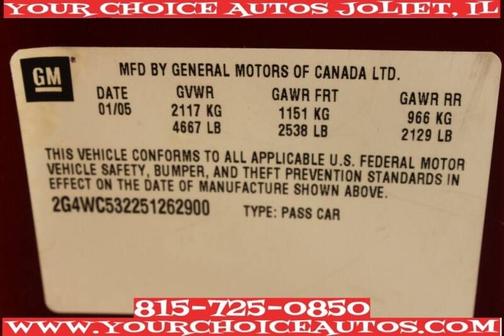 YOUR CHOICE AUTOS JOLIET, IL
GM
MFD BY GENERAL MOTORS OF CANADA LTD.
DATE GVWR GAWR FRT GAWR RR
01/05 2117 KG 1151 KG 966 KG
4667 LB 2538 LB 2129 LB
THIS VEHICLE CONFORMS TO ALL APPLICABLE U.S. FEDERAL MOTOR
VEHICLE SAFETY, BUMPER, AND THEFT PREVENTION STANDARDS IN
EFFECT ON THE DATE OF MANUFACTURE SHOWN ABOVE.
2G4WC532251262900 TYPE: PASS CAR
815-725-0850
WWW.YOURCHOICEAUTOS.COM